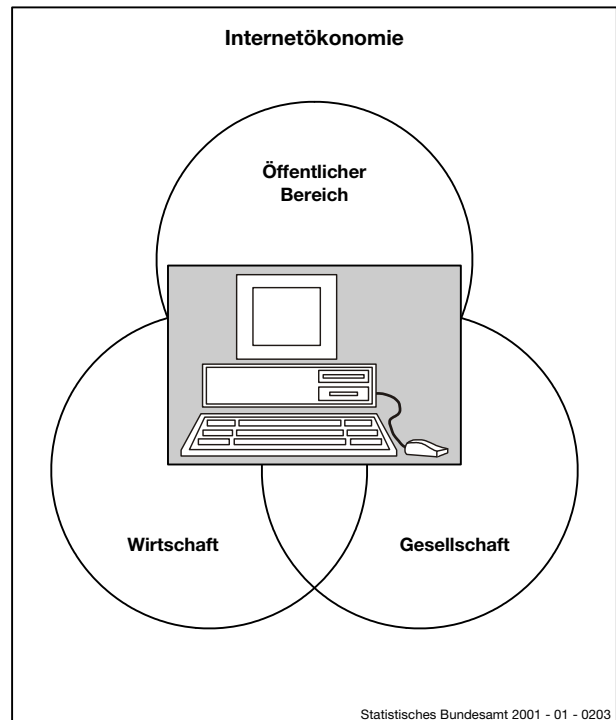 Internetökonomie
Öffentlicher
Bereich
Wirtschaft
Gesellschaft
Statistisches Bundesamt 2001 - 01 - 0203